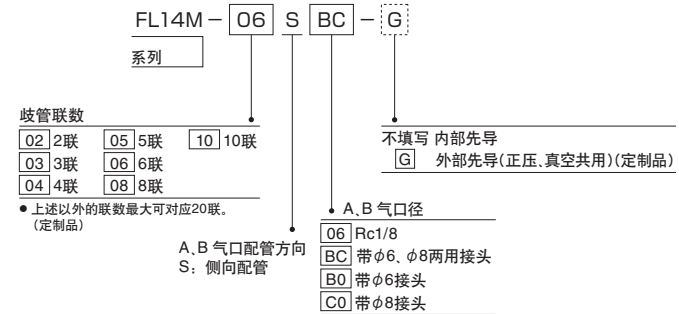 FL14M－06 S BC－G
系列
歧管联数
02 2联 05 5联 10 10联
03 3联 06 6联
04 4联 08 8联
● 上述以外的联数最大可对应20联。
（定制品）
A、B 气口配管方向
S：侧向配管
A、B 气口径
06 Rc1/8
BC 带φ6、φ8两用接头
B0 带φ6接头
C0 带φ8接头
不填写 内部先导
G 外部先导（正压、真空共用）（定制品）